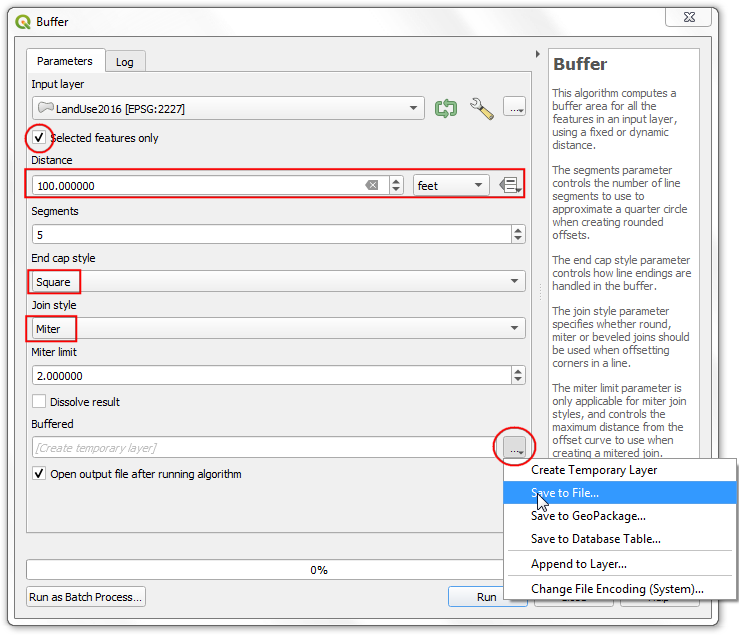 Buffer
Parameters
Log
Input layer
LandUse2016 [EPSG:2227]
...
Selected features only
Distance
100.000000
feet
Segments
5
End cap style
Square
Join style
Miter
Miter limit
2.000000
Dissolve result
Buffered
[Create temporary layer]
...
Open output file after running algorithm
0%
Run as Batch Process...
Run
Buffer
This algorithm computes a
buffer area for all the
features in an input layer,
using a fixed or dynamic
distance.
The segments parameter
controls the number of line
segments to use to
approximate a quarter circle
when creating rounded
offsets.
The end cap style parameter
controls how line endings are
handled in the buffer.
The join style parameter
specifies whether round,
miter or beveled joins should
be used when offsetting
corners in a line.
The miter limit parameter is
only applicable for miter join
styles, and controls the
maximum distance from the
offset curve to use when
creating a mitered join.
Create Temporary Layer
Save to File...
Save to GeoPackage...
Save to Database Table...
Append to Layer...
Change File Encoding (System)...